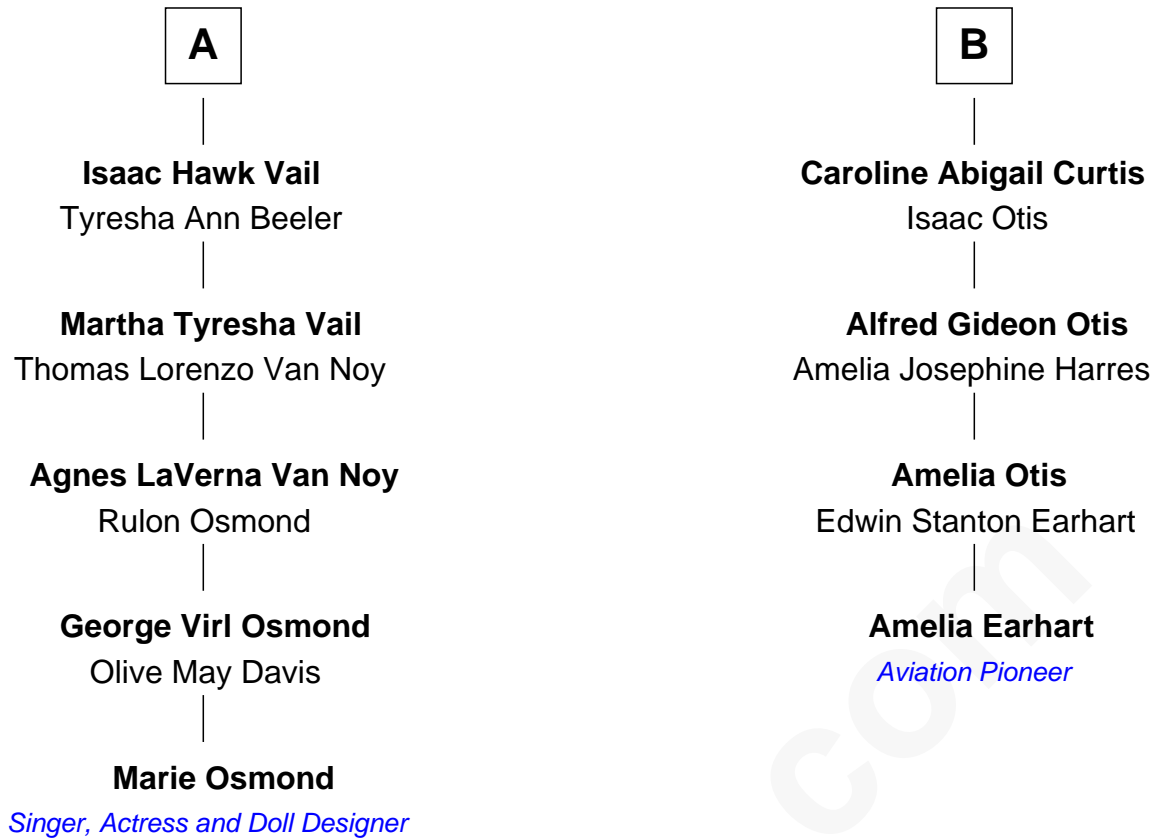 A
Isaac Hawk Vail
Tyresha Ann Beeler
Martha Tyresha Vail
Thomas Lorenzo Van Noy
Agnes LaVerna Van Noy
Rulon Osmond
George Virl Osmond
Olive May Davis
Marie Osmond
Singer, Actress and Doll Designer
B
Caroline Abigail Curtis
Isaac Otis
Alfred Gideon Otis
Amelia Josephine Harres
Amelia Otis
Edwin Stanton Earhart
Amelia Earhart
Aviation Pioneer
com